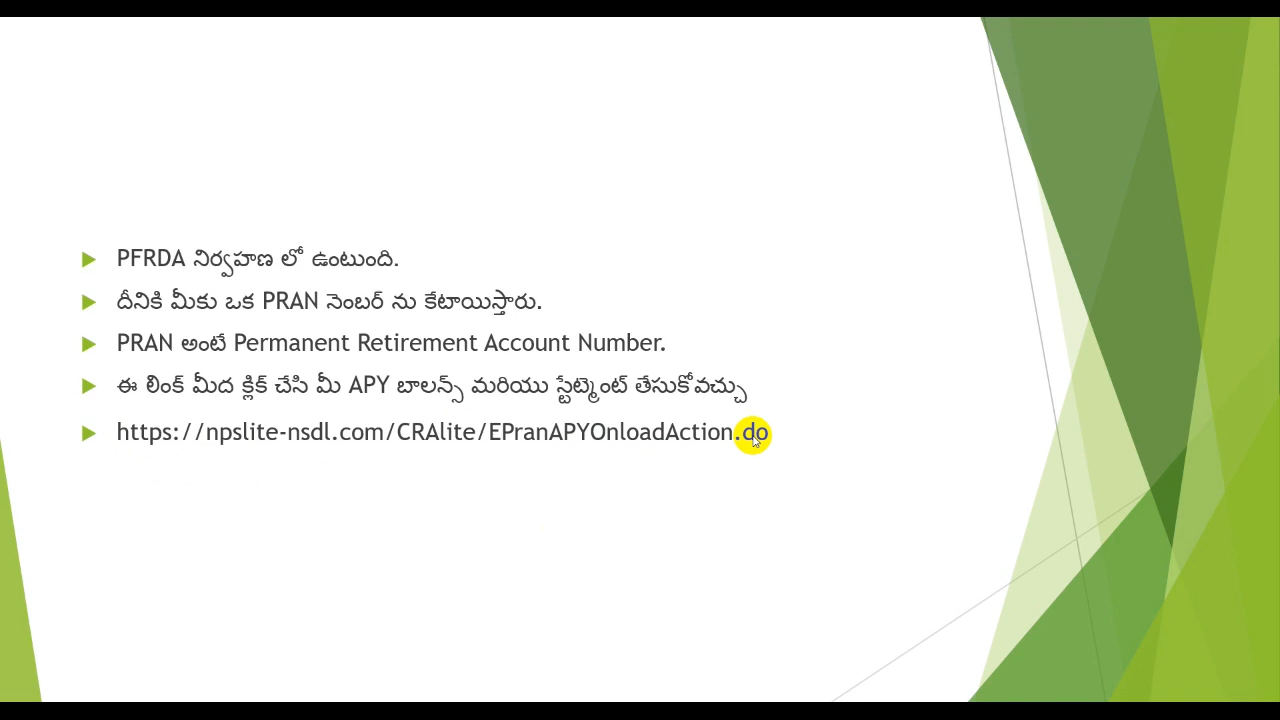 PFRDA నిర్వహణ లో ఉంటుంది.
దీనికి మీకు ఒక PRAN నెంబర్ ను కేటాయిస్తారు.
PRAN అంటే Permanent Retirement Account Number.
ఈ లింక్ మీద క్లిక్ చేసి మీ APY బాలన్స్ మరియు స్టేట్మెంట్ తేసుకోవచ్చు
https://npslite-nsdl.com/CRAlite/EPranAPYOnloadAction.do